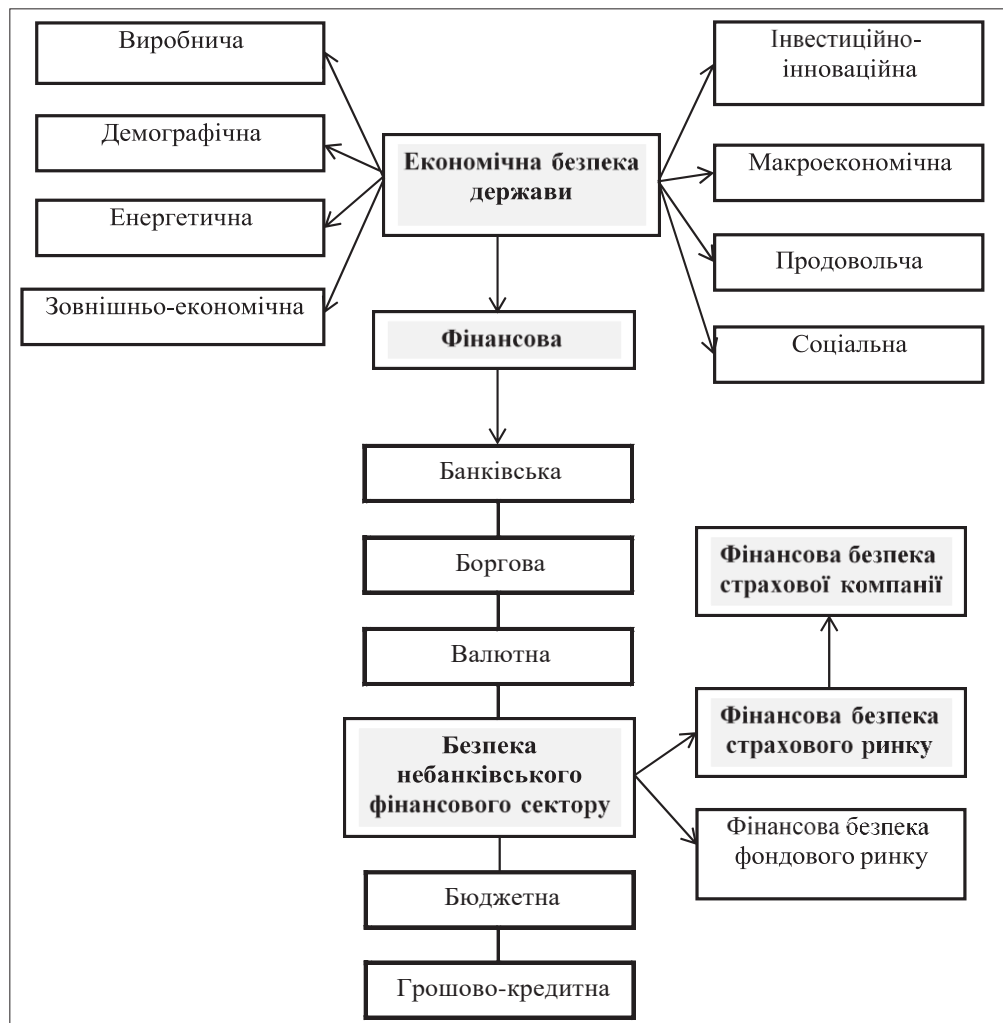 Виробнича
Демографічна
Енергетична
Зовнішньо-економічна
Економічна безпека
держави
Інвестиційно-
інноваційна
Макроекономічна
Продовольча
Соціальна
Фінансова
Банківська
Боргова
Валютна
Безпека
небанківського
фінансового сектору
Фінансова безпека
страхової компанії
Фінансова безпека
страхового ринку
Фінансова безпека
фондового ринку
Бюджетна
Грошово-кредитна